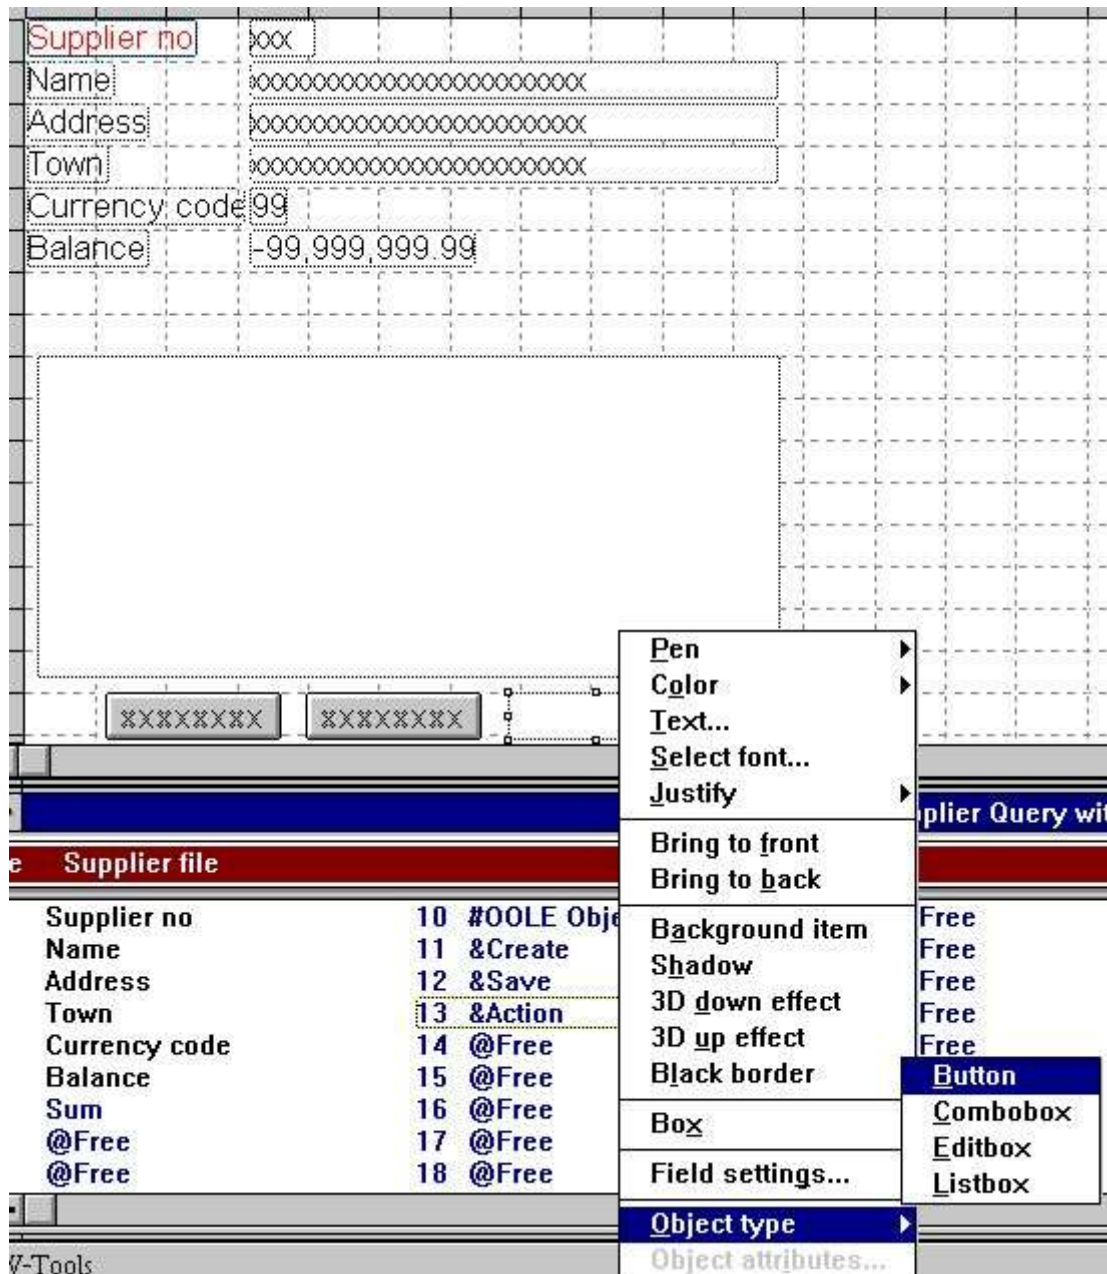 Supplier no xxx
Name xxxxxxxxxxxxxxxxxxxxxxxxx
Address xxxxxxxxxxxxxxxxxxxxxxxxx
Town xxxxxxxxxxxxxxxxxxxxxxxxx
Currency code 99
Balance -99,999,999.99
XXXXXXXX XXXXXXXX
Pen
Color
Text...
Select font...
Justify
Bring to front
Bring to back
Background item
Shadow
3D down effect
3D up effect
Black border
Box
Field settings...
Object type
Object attributes...
Button
Combobox
Editbox
Listbox
plier Query wit
e Supplier file
Supplier no 10 #OOLE Obje Free
Name 11 &Create Free
Address 12 &Save Free
Town 13 &Action Free
Currency code 14 @Free Free
Balance 15 @Free
Sum 16 @Free
@Free 17 @Free
@Free 18 @Free
V-Tools